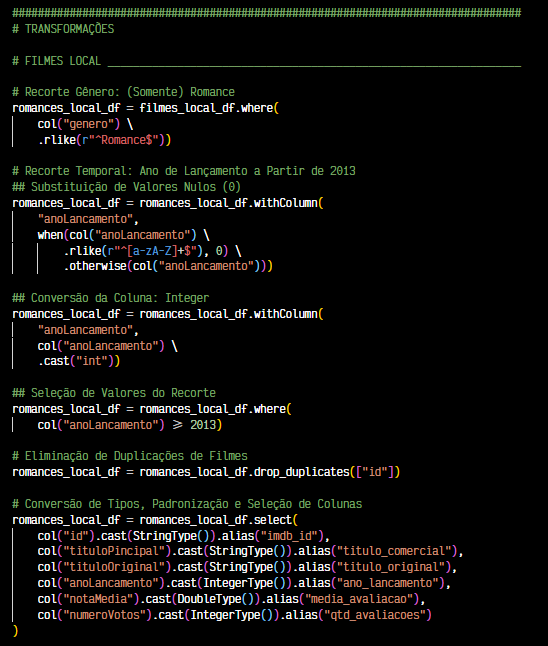 ################################################################################
# TRANSFORMAÇÕES
# FILMES LOCAL _________________________________________________________________
# Recorte Gênero: (Somente) Romance
romances_local_df = filmes_local_df.where(
    col("genero") \
    .rlike(r"^Romance$"))
# Recorte Temporal: Ano de Lançamento a Partir de 2013
## Substituição de Valores Nulos (0)
romances_local_df = romances_local_df.withColumn(
    "anoLancamento",
    when(col("anoLancamento") \
        .rlike(r"^[a-zA-Z]+$"), 0) \
        .otherwise(col("anoLancamento")))
## Conversão da Coluna: Integer
romances_local_df = romances_local_df.withColumn(
    "anoLancamento",
    col("anoLancamento") \
    .cast("int"))
## Seleção de Valores do Recorte
romances_local_df = romances_local_df.where(
    col("anoLancamento") ≥ 2013)
# Eliminação de Duplicações de Filmes
romances_local_df = romances_local_df.drop_duplicates(["id"])
# Conversão de Tipos, Padronização e Seleção de Colunas
romances_local_df = romances_local_df.select(
    col("id").cast(StringType()).alias("imdb_id"),
    col("tituloPincipal").cast(StringType()).alias("titulo_comercial"),
    col("tituloOriginal").cast(StringType()).alias("titulo_original"),
    col("anoLancamento").cast(IntegerType()).alias("ano_lancamento"),
    col("notaMedia").cast(DoubleType()).alias("media_avaliacao"),
    col("numeroVotos").cast(IntegerType()).alias("qtd_avaliacoes")
)